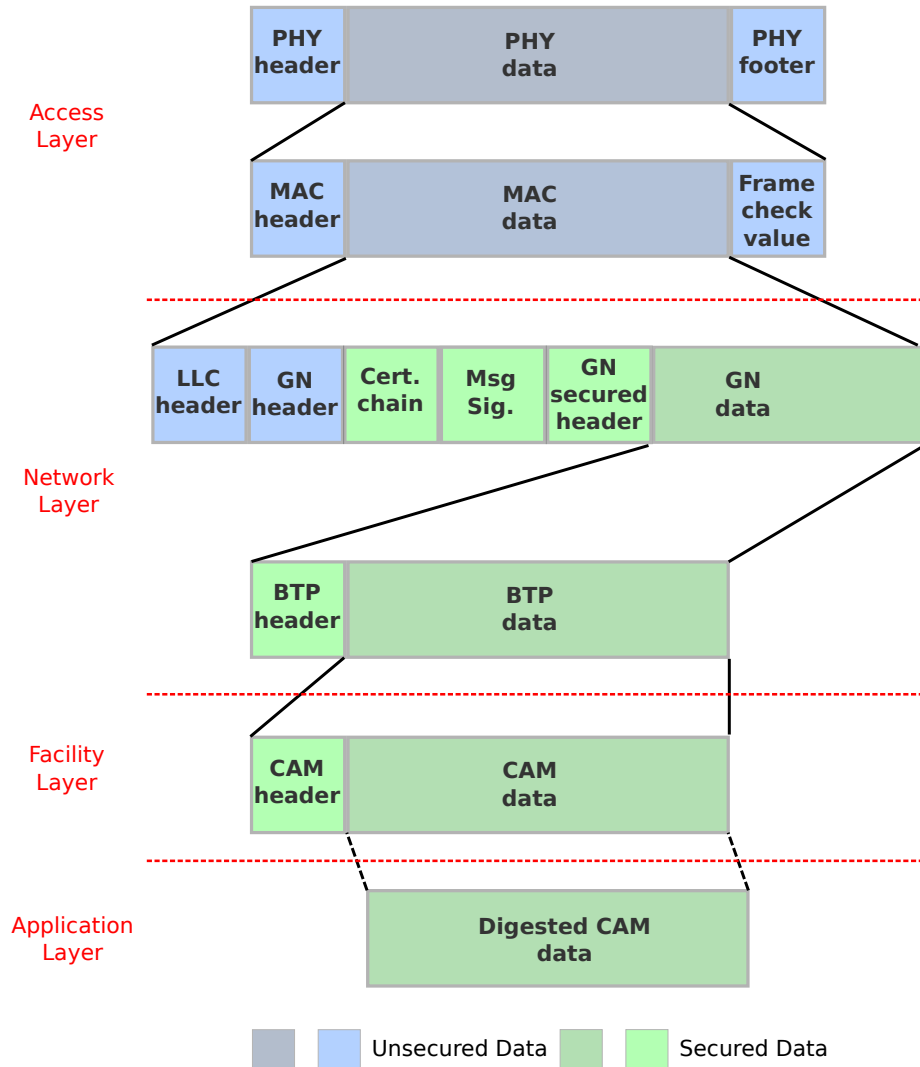 PHY
header
PHY
data
PHY
footer
Access
Layer
MAC
header
MAC
data
Frame
check
value
LLC
header
GN
header
Cert.
chain
Msg
Sig.
GN
secured
header
GN
data
Network
Layer
BTP
header
BTP
data
Facility
Layer
CAM
header
CAM
data
Application
Layer
Digested CAM
data
Unsecured Data
Secured Data